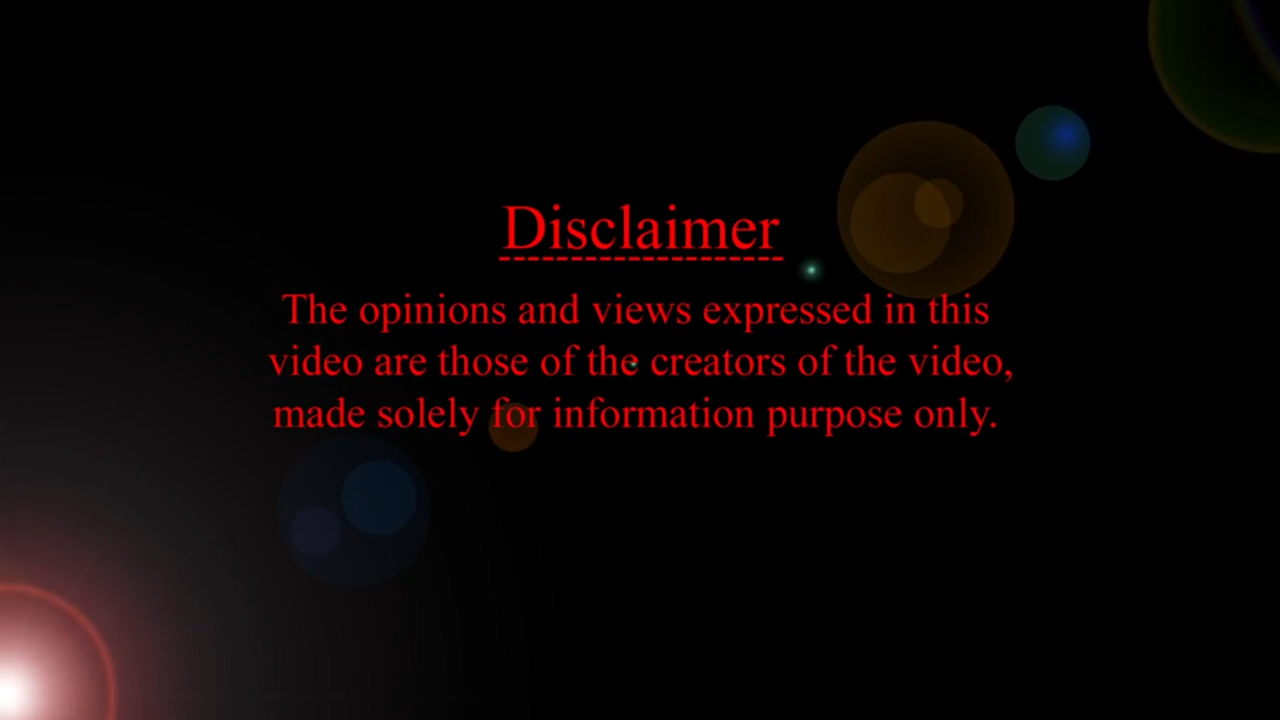 Disclaimer
The opinions and views expressed in this
video are those of the creators of the video,
made solely for information purpose only.